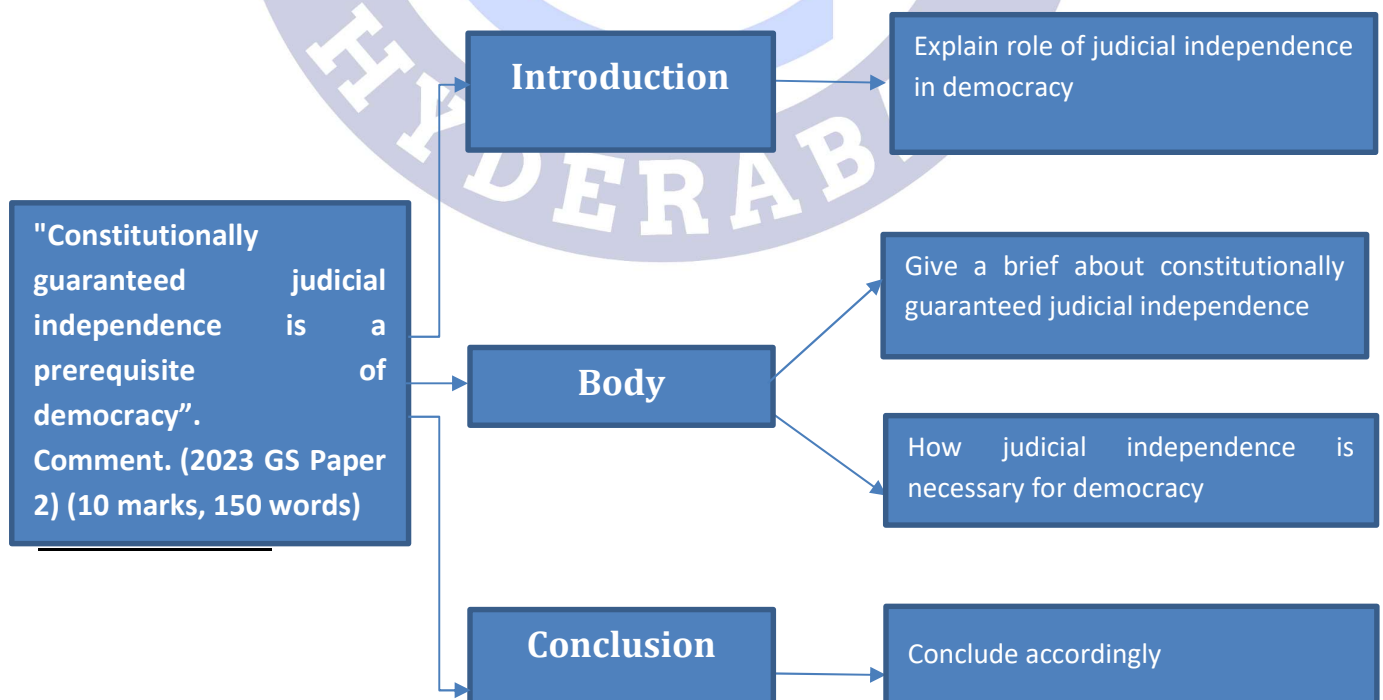 HYDERAB
Introduction
Explain role of judicial independence
in democracy
"Constitutionally
guaranteed judicial
independence is a
prerequisite of
democracy”.
Comment. (2023 GS Paper
2) (10 marks, 150 words)
Body
Give a brief about constitutionally
guaranteed judicial independence
How judicial independence is
necessary for democracy
Conclusion
Conclude accordingly